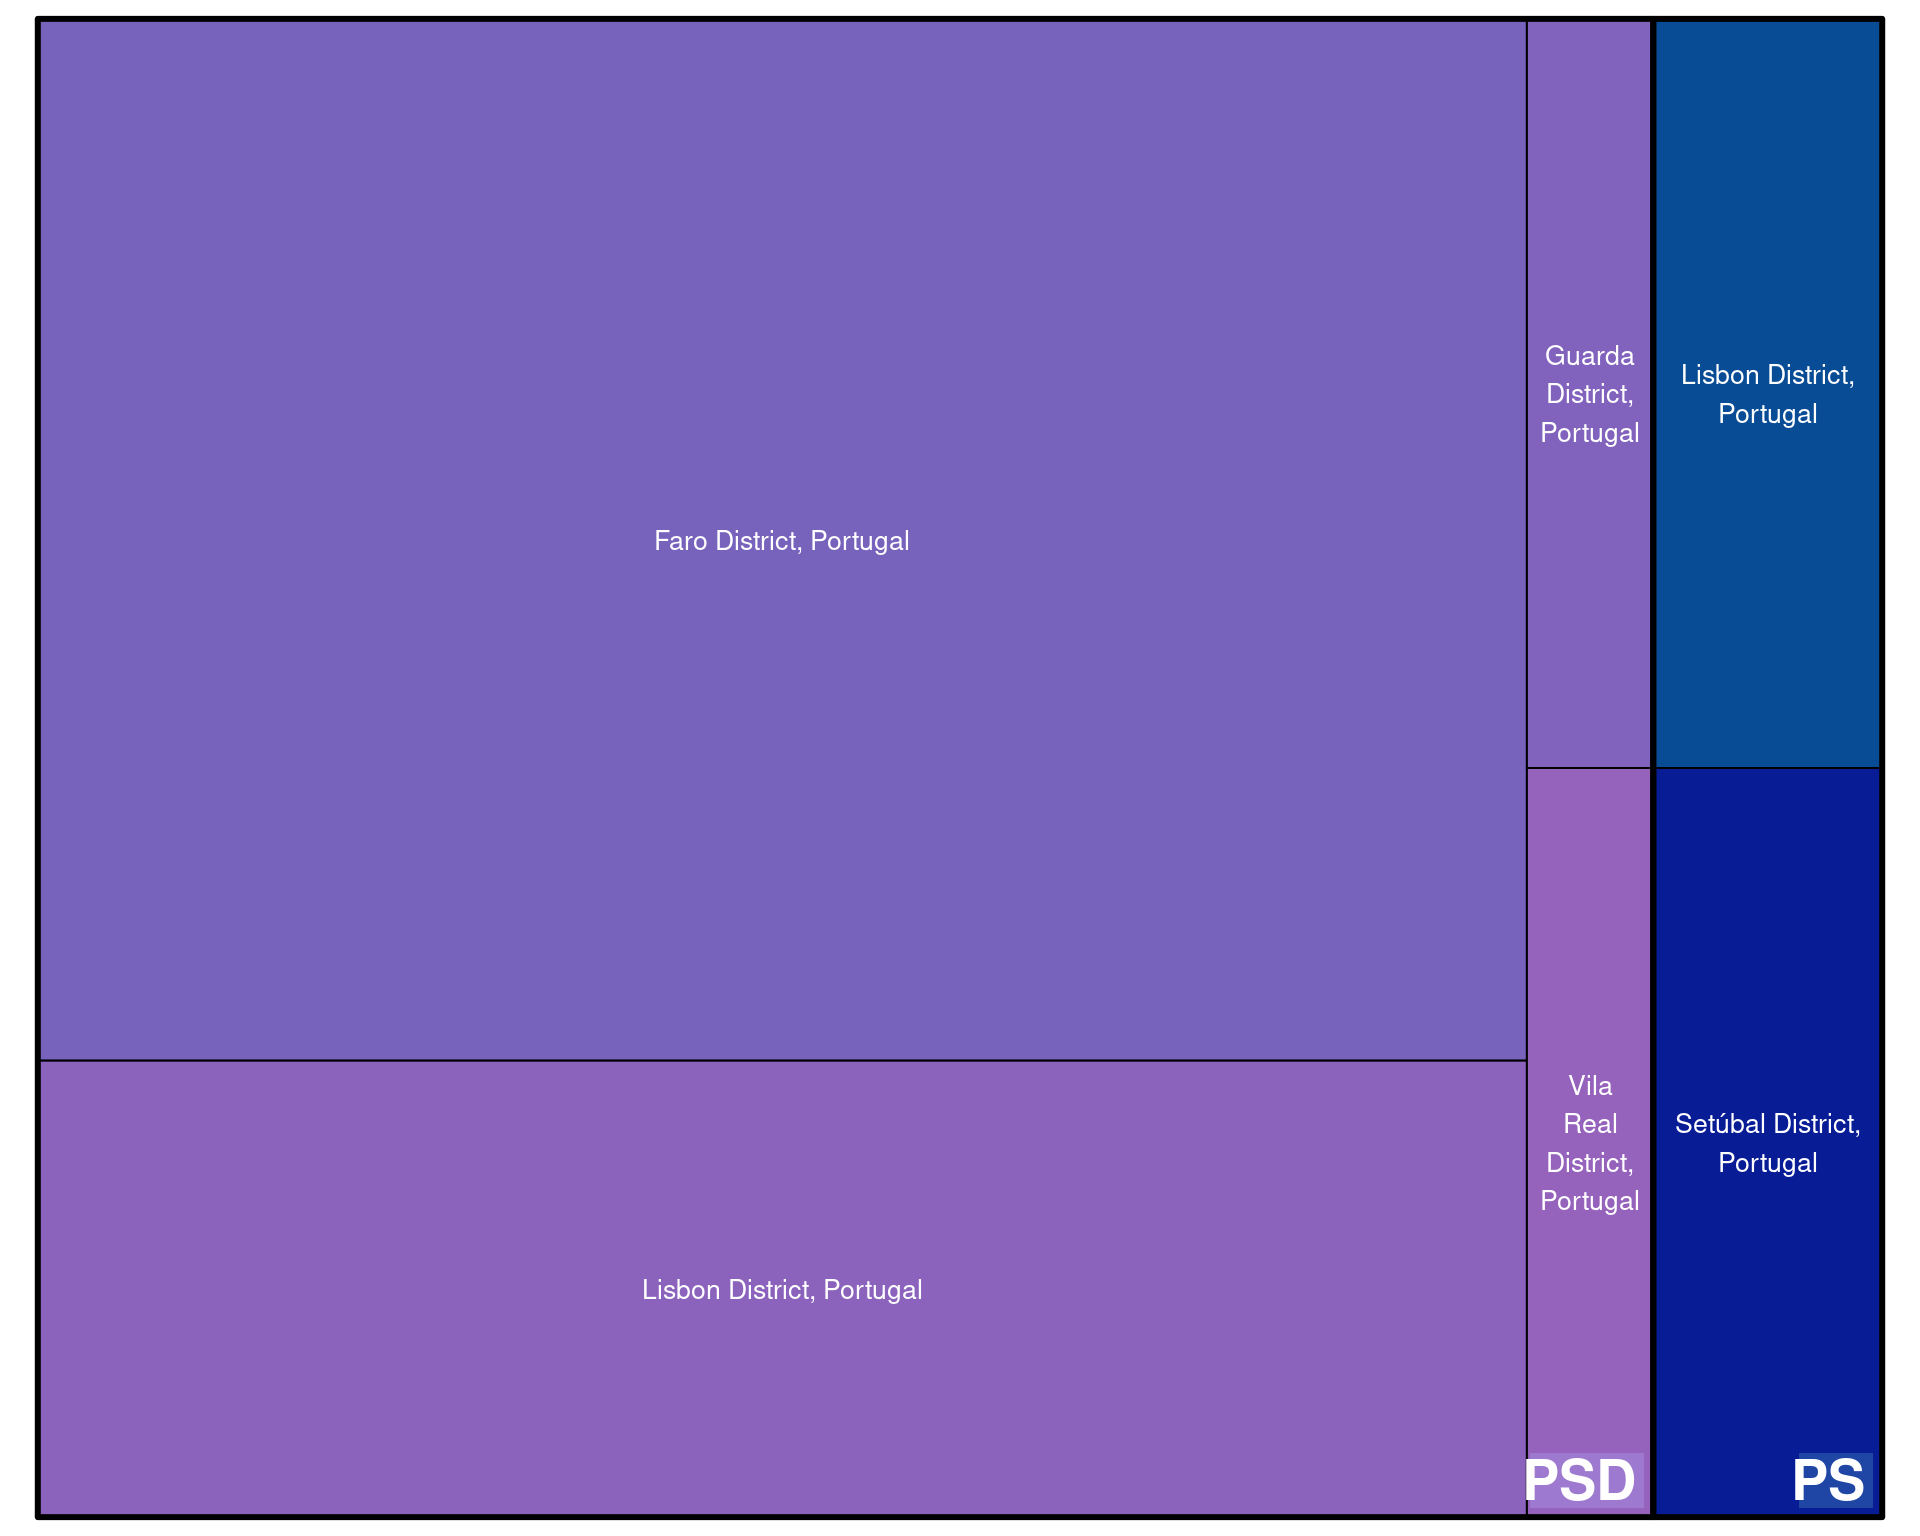 Faro District, Portugal
Lisbon District, Portugal
Guarda
District,
Portugal
Vila
Real
District,
Portugal
PSD
Lisbon District,
Portugal
Setúbal District,
Portugal
PS